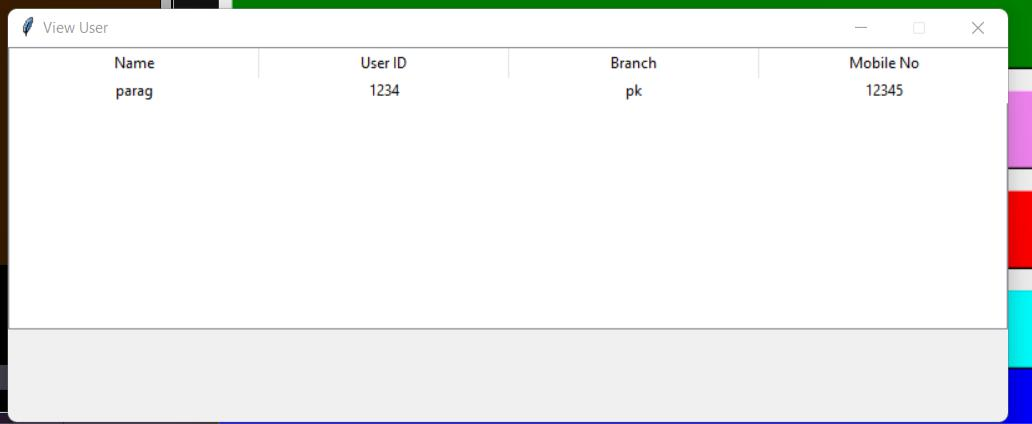 View User
Name User ID Branch Mobile No
parag 1234 pk 12345